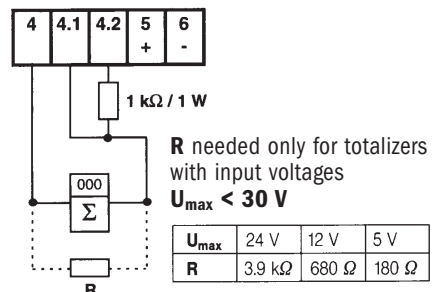 4 4.1 4.2 5 6
+ -
1 kΩ / 1 W
R needed only for totalizers
with input voltages
Umax < 30 V
000
Σ
Umax 24 V 12 V 5 V
R 3.9 kΩ 680 Ω 180 Ω
R